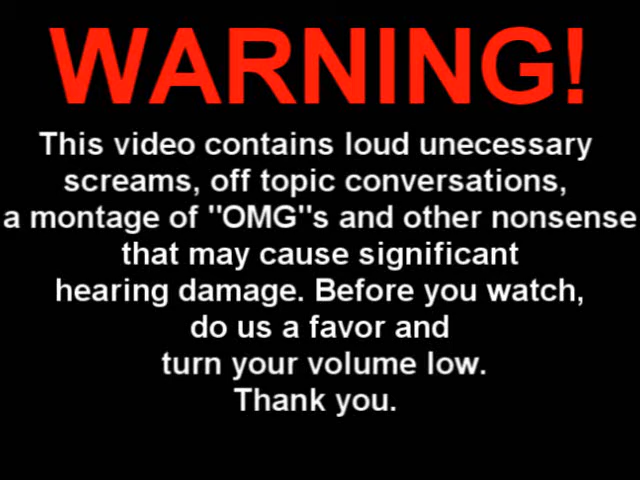 WARNING!
This video contains loud unecessary
screams, off topic conversations,
a montage of "OMG"s and other nonsense
that may cause significant
hearing damage. Before you watch,
do us a favor and
turn your volume low.
Thank you.